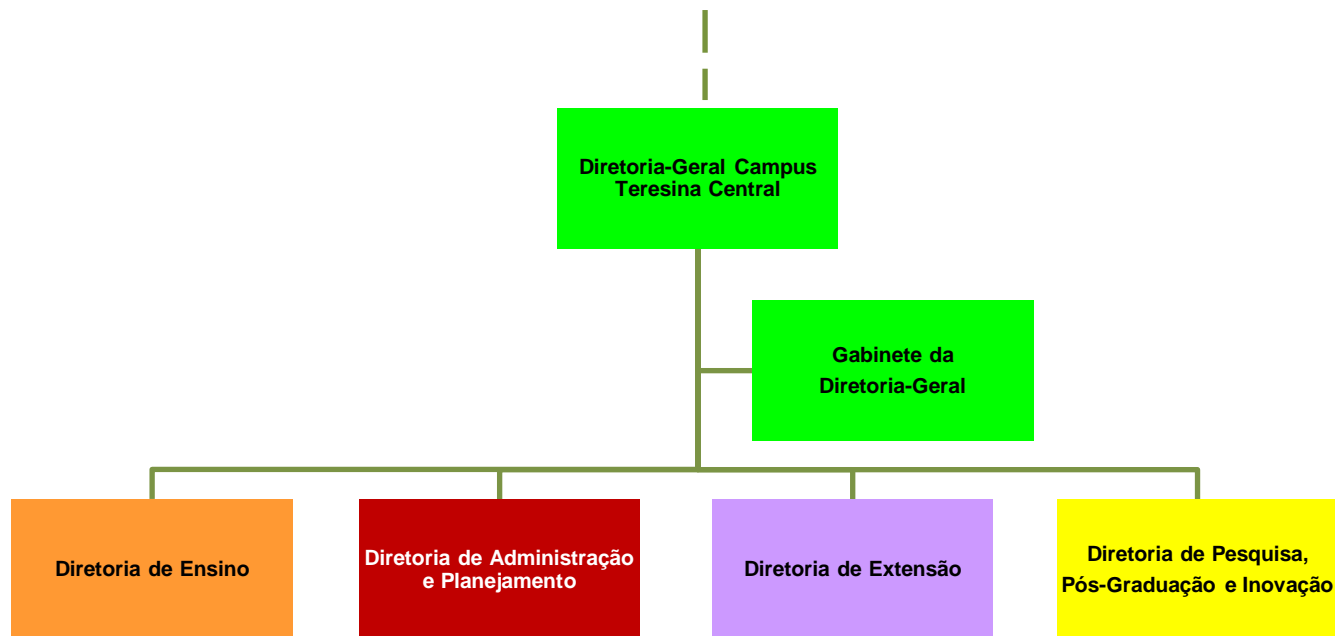 Diretoria-Geral Campus
Teresina Central
Gabinete da
Diretoria-Geral
Diretoria de Ensino
Diretoria de Administração
e Planejamento
Diretoria de Extensão
Diretoria de Pesquisa,
Pós-Graduação e Inovação